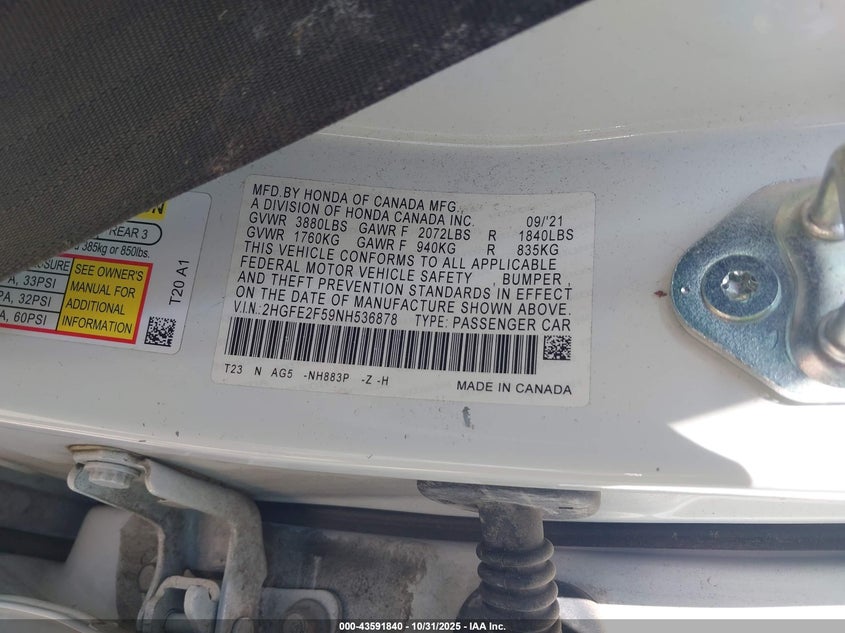 MFD.BY HONDA OF CANADA MFG.
A DIVISION OF HONDA CANADA INC. 09/'21
GVWR 3880LBS GAWR F 2072LBS R 1840LBS
GVWR 1760KG GAWR F 940KG R 835KG
THIS VEHICLE CONFORMS TO ALL APPLICABLE
FEDERAL MOTOR VEHICLE SAFETY , BUMPER ,
AND THEFT PREVENTION STANDARDS IN EFFECT
ON THE DATE OF MANUFACTURE SHOWN ABOVE.
V.I.N: 2HGFE2F59NH536878 TYPE: PASSENGER CAR
T23 N AG5 -NH883P -Z -H
MADE IN CANADA
REAR 3
385kg or 850lbs.
A, 33PSI
PA, 32PSI
A, 60PSI
SEE OWNER'S
MANUAL FOR
ADDITIONAL
INFORMATION
T20 A1
000-43591840 | 10/31/2025 - IAA Inc.